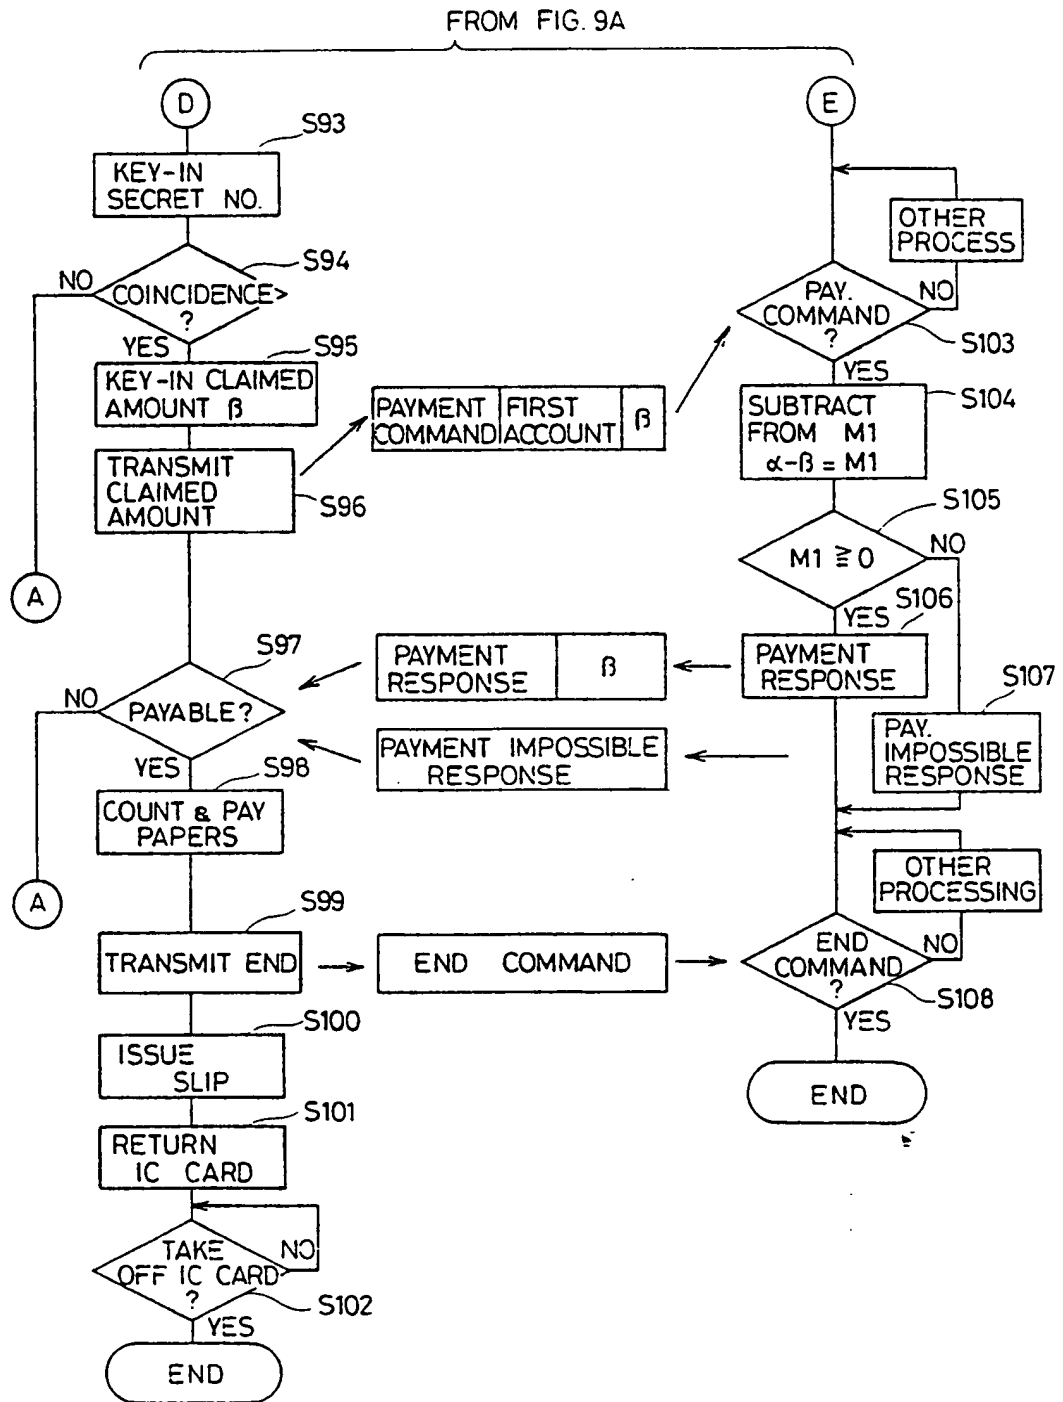 FROM FIG. 9A
D
S93
KEY-IN
SECRET NO.
S94
NO
COINCIDENCE
?
YES
S95
KEY-IN CLAIMED
AMOUNT β
TRANSMIT
CLAIMED
AMOUNT
S96
A
PAYMENT
COMMAND
FIRST
ACCOUNT
β
E
OTHER
PROCESS
PAY.
COMMAND
?
NO
S103
YES
S104
SUBTRACT
FROM M1
α-β = M1
S105
M1 ≧ 0
NO
YES
S106
PAYMENT
RESPONSE
S107
PAY.
IMPOSSIBLE
RESPONSE
PAYMENT
RESPONSE
β
PAYMENT IMPOSSIBLE
RESPONSE
S97
NO
PAYABLE?
YES
S98
COUNT & PAY
PAPERS
A
S99
TRANSMIT END
END COMMAND
OTHER
PROCESSING
END
COMMAND
?
NO
S108
YES
END
S100
ISSUE
SLIP
S101
RETURN
IC CARD
TAKE
OFF IC CARD
?
NO
S102
YES
END